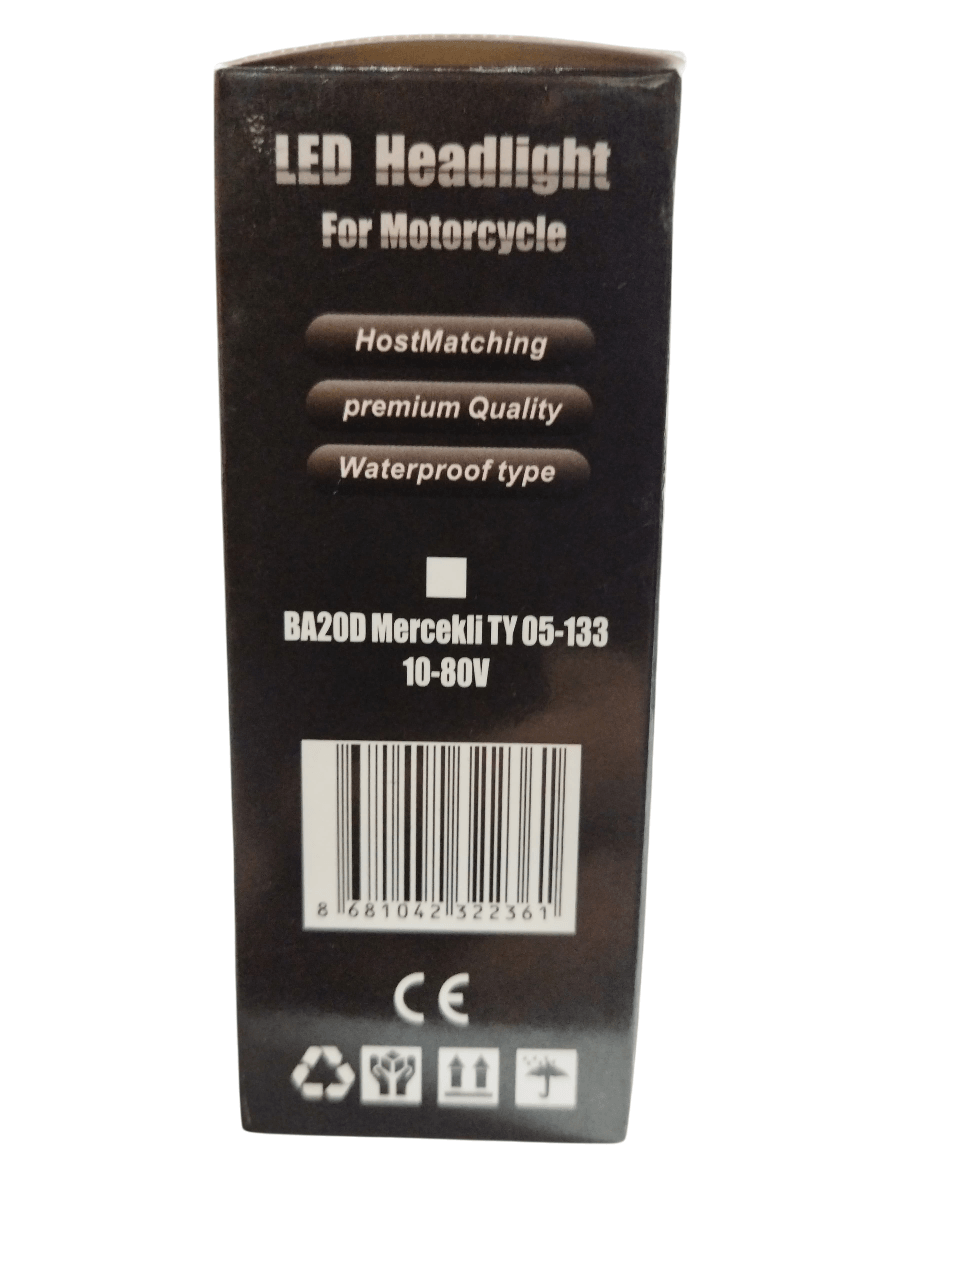 LED Headlight
For Motorcycle
HostMatching
premium Quality
Waterproof type
BA20D Mercekli TY 05-133
10-80V
8 681042 322361
CE